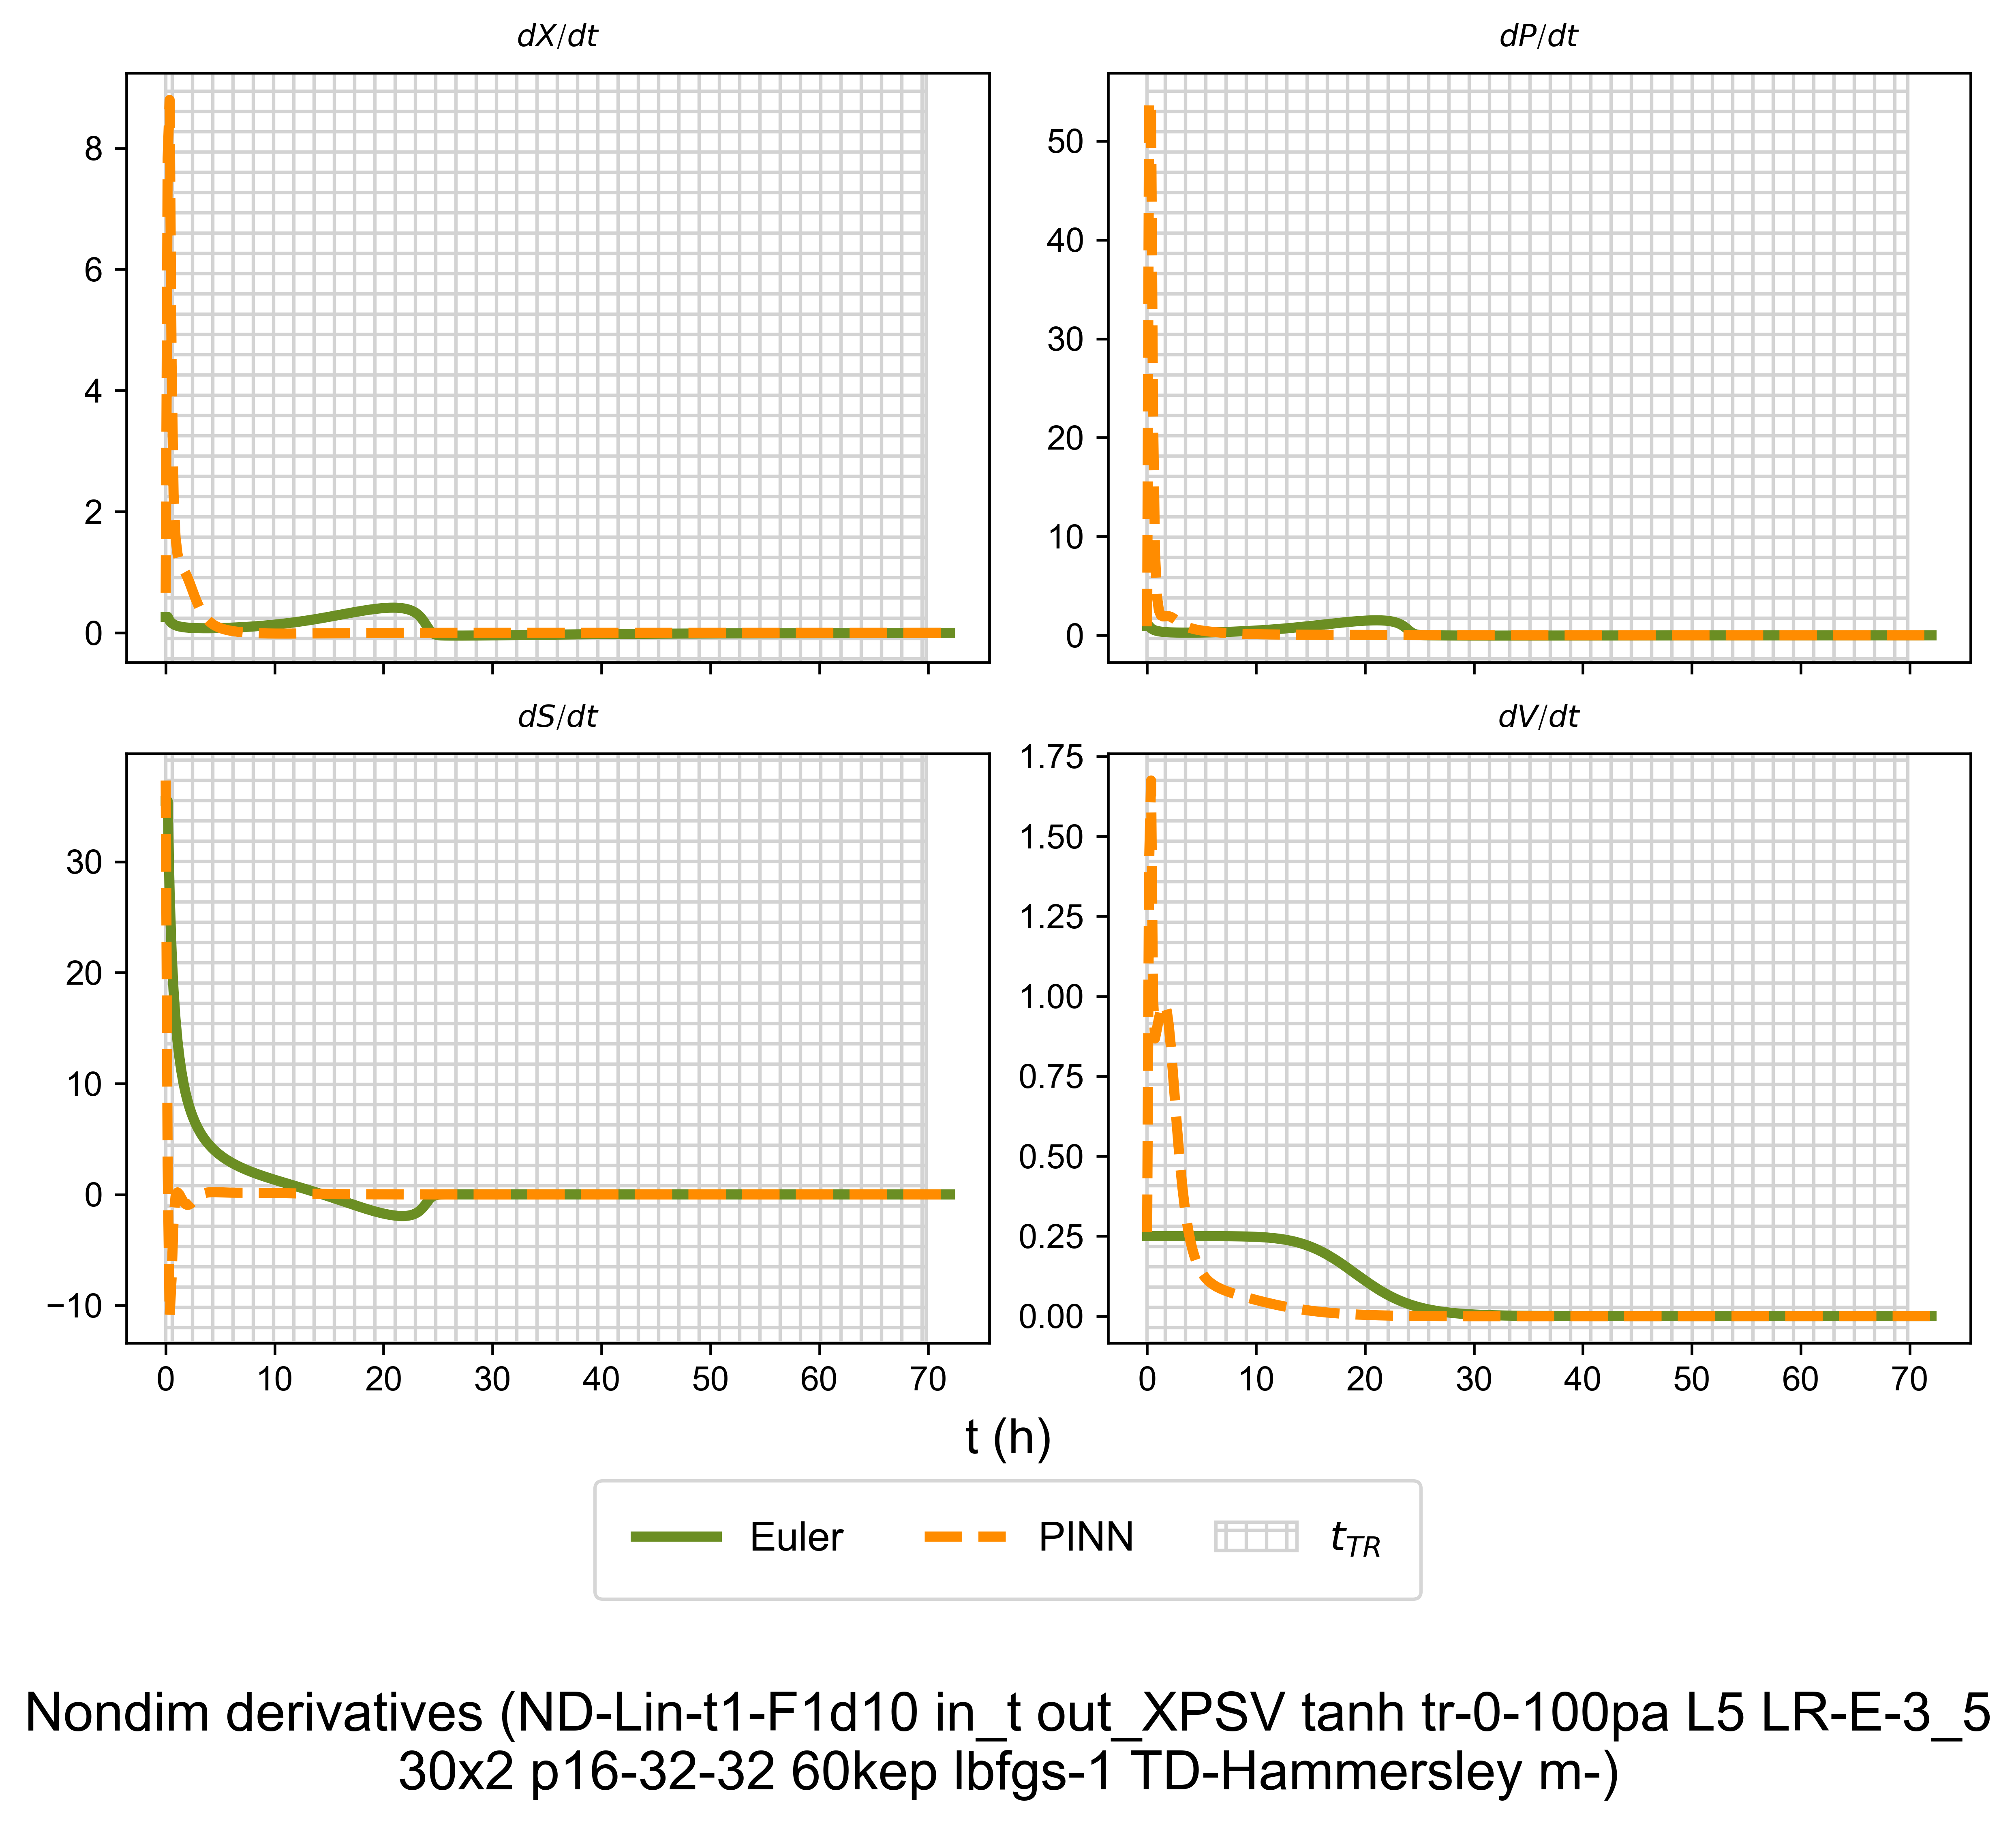 dX/dt
dP/dt
8
6
4
2
0
50
40
30
20
10
0
dS/dt
dV/dt
30
20
10
0
−10
1.75
1.50
1.25
1.00
0.75
0.50
0.25
0.00
0 10 20 30 40 50 60 70
0 10 20 30 40 50 60 70
t (h)
Euler PINN t_{TR}
Nondim derivatives (ND-Lin-t1-F1d10 in_t out_XPSV tanh tr-0-100pa L5 LR-E-3_5
30x2 p16-32-32 60kep lbfgs-1 TD-Hammersley m-)